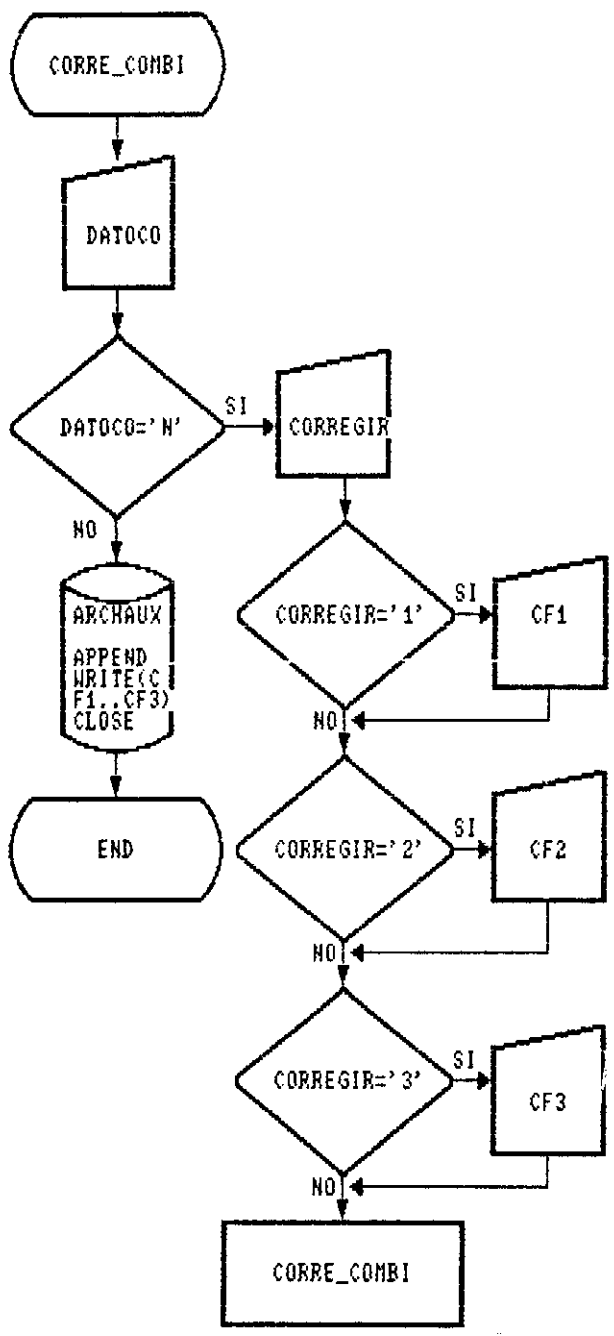 CORRE_COMBI
DATOCO
DATOCO='N'
SI
CORREGIR
NO
ARCHAUX
APPEND
WRITE(C
F1..CF3)
CLOSE
END
CORREGIR='1'
SI
CF1
NO
CORREGIR='2'
SI
CF2
NO
CORREGIR='3'
SI
CF3
NO
CORRE_COMBI